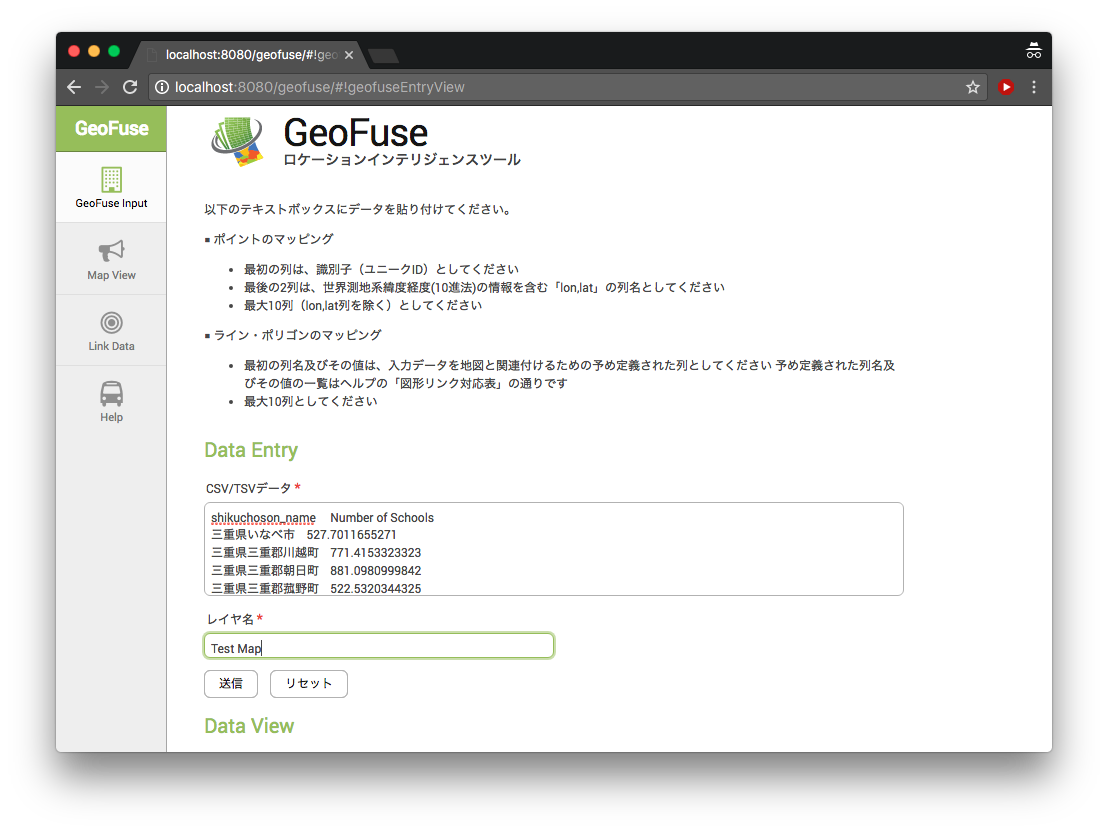 localhost:8080/geofuse/#!geo
localhost:8080/geofuse/#!geofuseEntryView
GeoFuse
GeoFuse Input
Map View
Link Data
Help
GeoFuse
ロケーションインテリジェンスツール
以下のテキストボックスにデータを貼り付けてください。
■ ポイントのマッピング
• 最初の列は、識別子（ユニークID）としてください
• 最後の2列は、世界測地系緯度経度(10進法)の情報を含む「lon,lat」の列名としてください
• 最大10列（lon,lat列を除く）としてください
■ ライン・ポリゴンのマッピング
• 最初の列名及びその値は、入力データを地図と関連付けるための予め定義された列としてください 予め定義された列名及
びその値の一覧はヘルプの「図形リンク対応表」の通りです
• 最大10列としてください
Data Entry
CSV/TSVデータ *
shikuchoson_name Number of Schools
三重県いなべ市 527.7011655271
三重県三重郡川越町 771.4153323323
三重県三重郡朝日町 881.0980999842
三重県三重郡菰野町 522.5320344325
レイヤ名 *
Test Map
送信 リセット
Data View